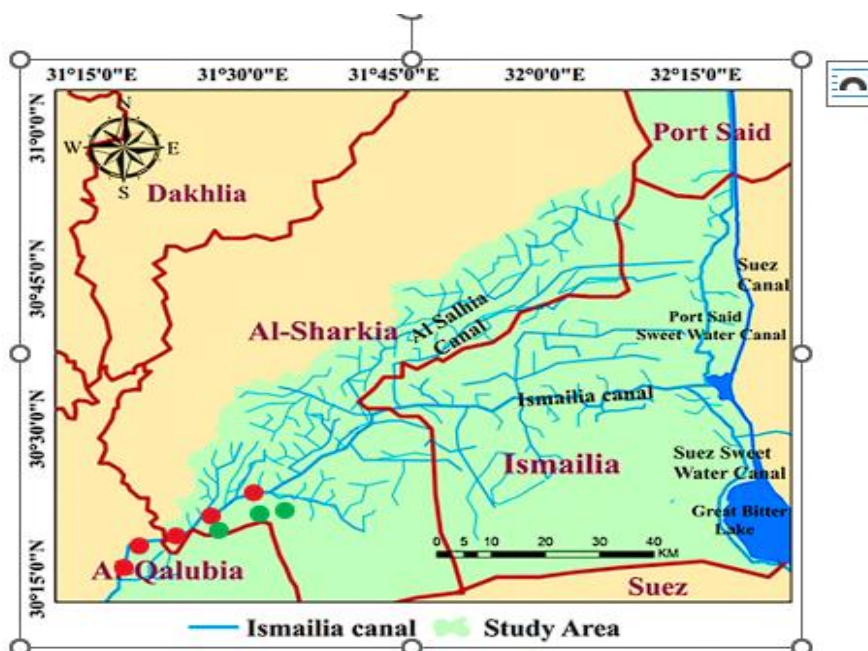 31°15'0"E 31°30'0"E 31°45'0"E 32°0'0"E 32°15'0"E
31°0'0"N
30°45'0"N
30°30'0"N
30°15'0"N
N
W E
S
Port Said
Dakhlia
Suez
Canal
Al-Sharkia
Al Salhia
Canal
Port Said
Sweet Water Canal
Ismailia canal
Ismailia
Suez Sweet
Water Canal
Great Bitter
Lake
0 5 10 20 30 40
KM
Al-Qalubia
Suez
Ismailia canal Study Area